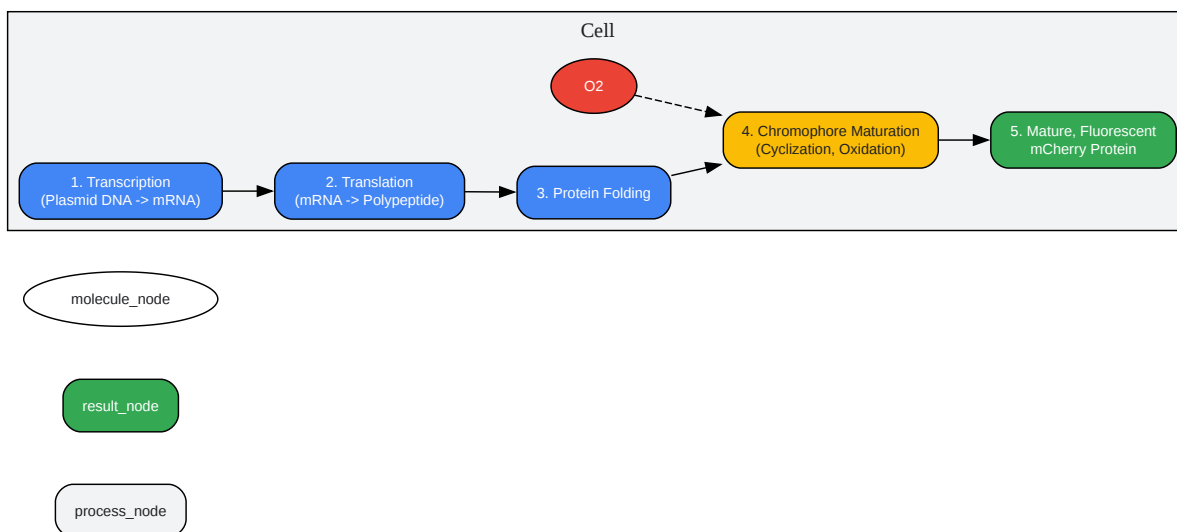 Cell
O2
4. Chromophore Maturation
(Cyclization, Oxidation)
5. Mature, Fluorescent
mCherry Protein
1. Transcription
(Plasmid DNA -> mRNA)
2. Translation
(mRNA -> Polypeptide)
3. Protein Folding
molecule_node
result_node
process_node